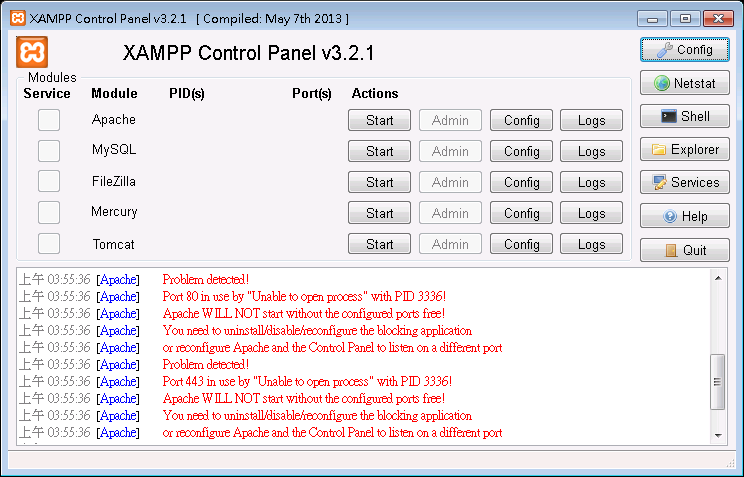 XAMPP Control Panel v3.2.1 [ Compiled: May 7th 2013 ]
XAMPP Control Panel v3.2.1
Config
Modules
Service Module PID(s) Port(s) Actions
Netstat
Apache Start Admin Config Logs
Shell
MySQL Start Admin Config Logs
Explorer
FileZilla Start Admin Config Logs
Services
Mercury Start Admin Config Logs
Help
Tomcat Start Admin Config Logs
Quit
上午 03:55:36 [Apache] Problem detected!
上午 03:55:36 [Apache] Port 80 in use by "Unable to open process" with PID 3336!
上午 03:55:36 [Apache] Apache WILL NOT start without the configured ports free!
上午 03:55:36 [Apache] You need to uninstall/disable/reconfigure the blocking application
上午 03:55:36 [Apache] or reconfigure Apache and the Control Panel to listen on a different port
上午 03:55:36 [Apache] Problem detected!
上午 03:55:36 [Apache] Port 443 in use by "Unable to open process" with PID 3336!
上午 03:55:36 [Apache] Apache WILL NOT start without the configured ports free!
上午 03:55:36 [Apache] You need to uninstall/disable/reconfigure the blocking application
上午 03:55:36 [Apache] or reconfigure Apache and the Control Panel to listen on a different port